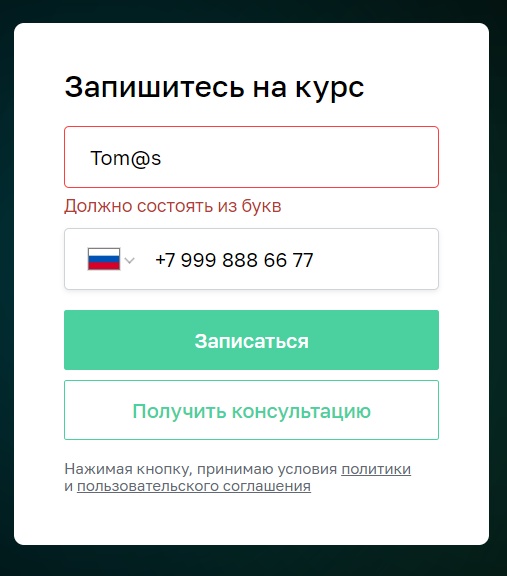 Запишитесь на курс
Tom@s
Должно состоять из букв
+7 999 888 66 77
Записаться
Получить консультацию
Нажимая кнопку, принимаю условия политики
и пользовательского соглашения